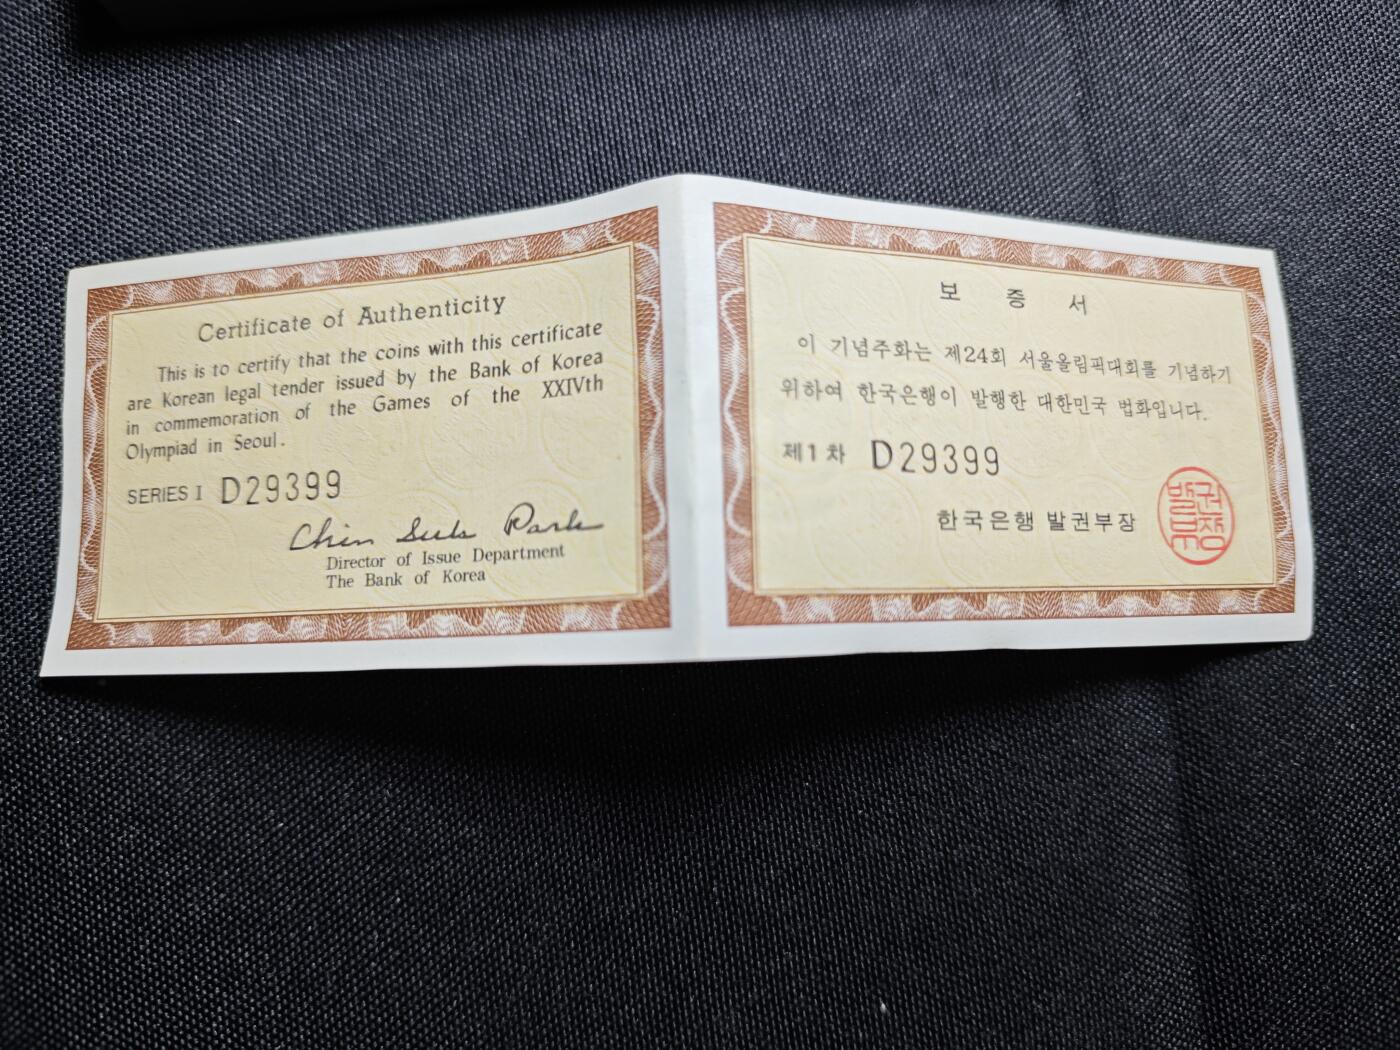 Certificate of Authenticity
This is to certify that the coins with this certificate
are Korean legal tender issued by the Bank of Korea
in commemoration of the Games of the XXIVth
Olympiad in Seoul.
SERIES I D29399
Chin Suk Park
Director of Issue Department
The Bank of Korea
보 증 서
이 기념주화는 제24회 서울올림픽대회를 기념하기
위하여 한국은행이 발행한 대한민국 법화입니다.
제1차 D29399
한국은행 발권부장
발권
부장